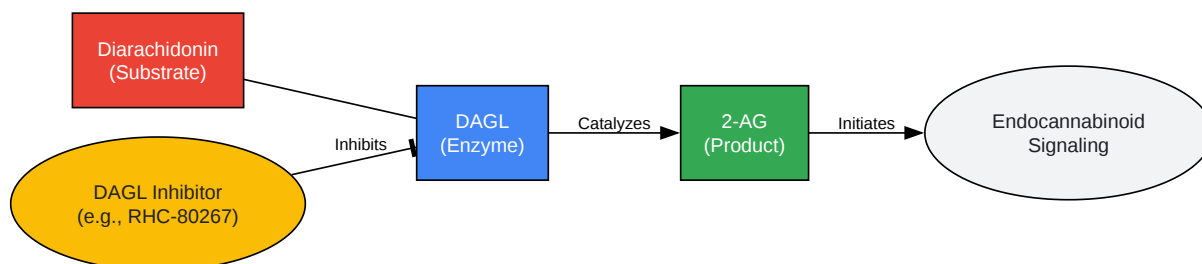 Diarachidonin
(Substrate)
DAGL Inhibitor
(e.g., RHC-80267)
Inhibits
DAGL
(Enzyme)
Catalyzes
2-AG
(Product)
Initiates
Endocannabinoid
Signaling